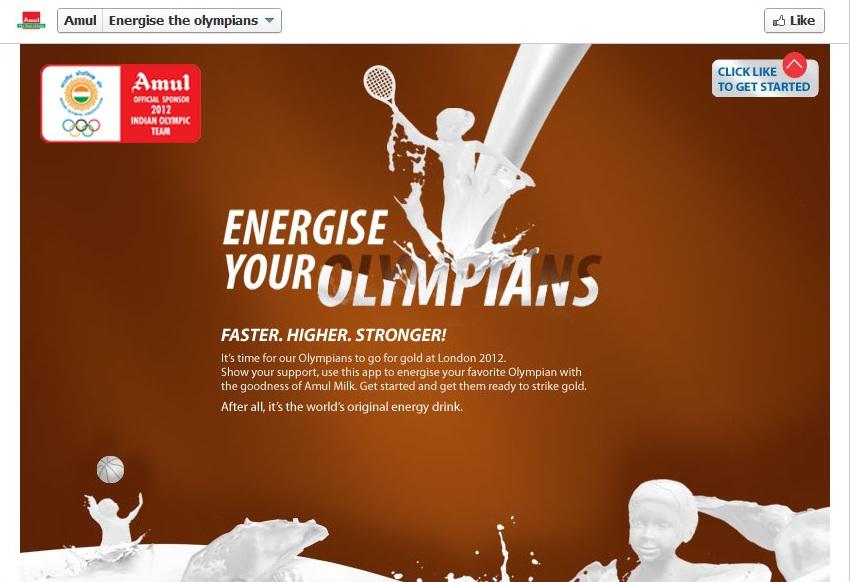 Amul
Amul Energise the olympians
Like
Amul
OFFICIAL SPONSOR
2012
INDIAN OLYMPIC
TEAM
CLICK LIKE
TO GET STARTED
ENERGISE
YOUR OLYMPIANS
FASTER. HIGHER. STRONGER!
It's time for our Olympians to go for gold at London 2012.
Show your support, use this app to energise your favorite Olympian with
the goodness of Amul Milk. Get started and get them ready to strike gold.
After all, it's the world's original energy drink.